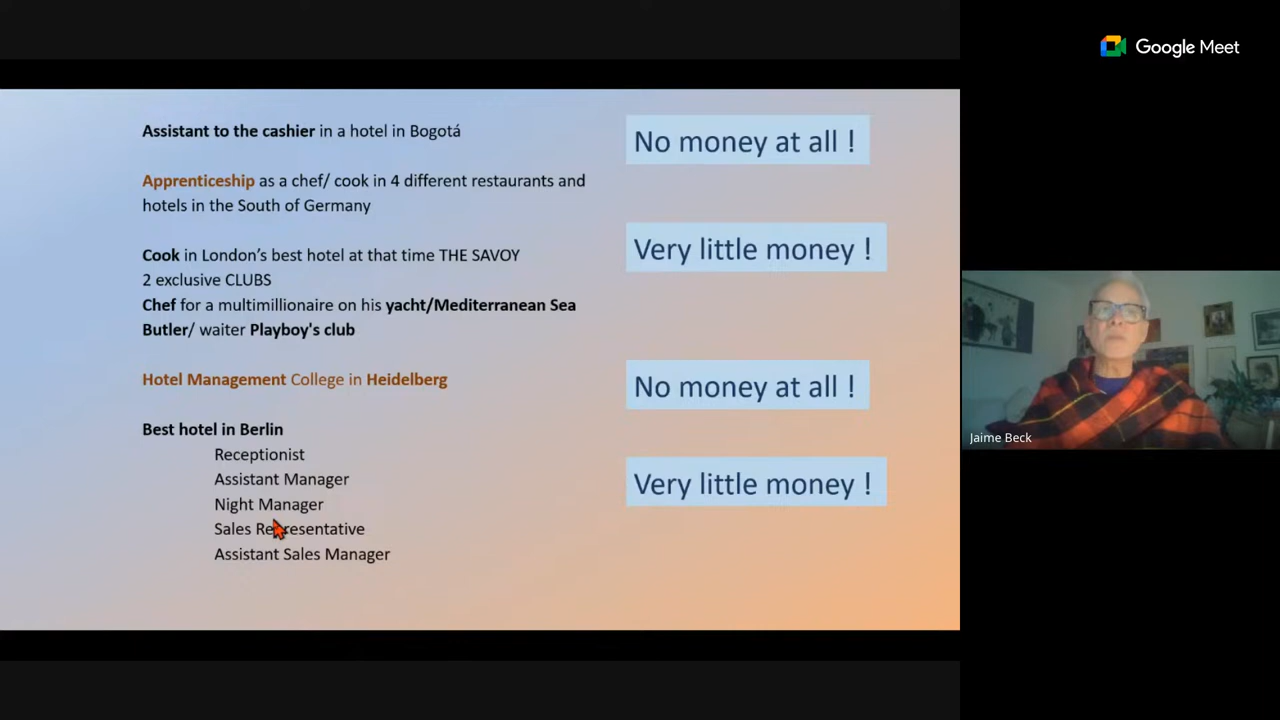 Google Meet
Assistant to the cashier in a hotel in Bogotá
No money at all !
Apprenticeship as a chef/ cook in 4 different restaurants and
hotels in the South of Germany
Very little money !
Cook in London’s best hotel at that time THE SAVOY
2 exclusive CLUBS
Chef for a multimillionaire on his yacht/Mediterranean Sea
Butler/ waiter Playboy's club
Hotel Management College in Heidelberg
No money at all !
Best hotel in Berlin
Receptionist
Assistant Manager
Very little money !
Night Manager
Sales Representative
Assistant Sales Manager
Jaime Beck